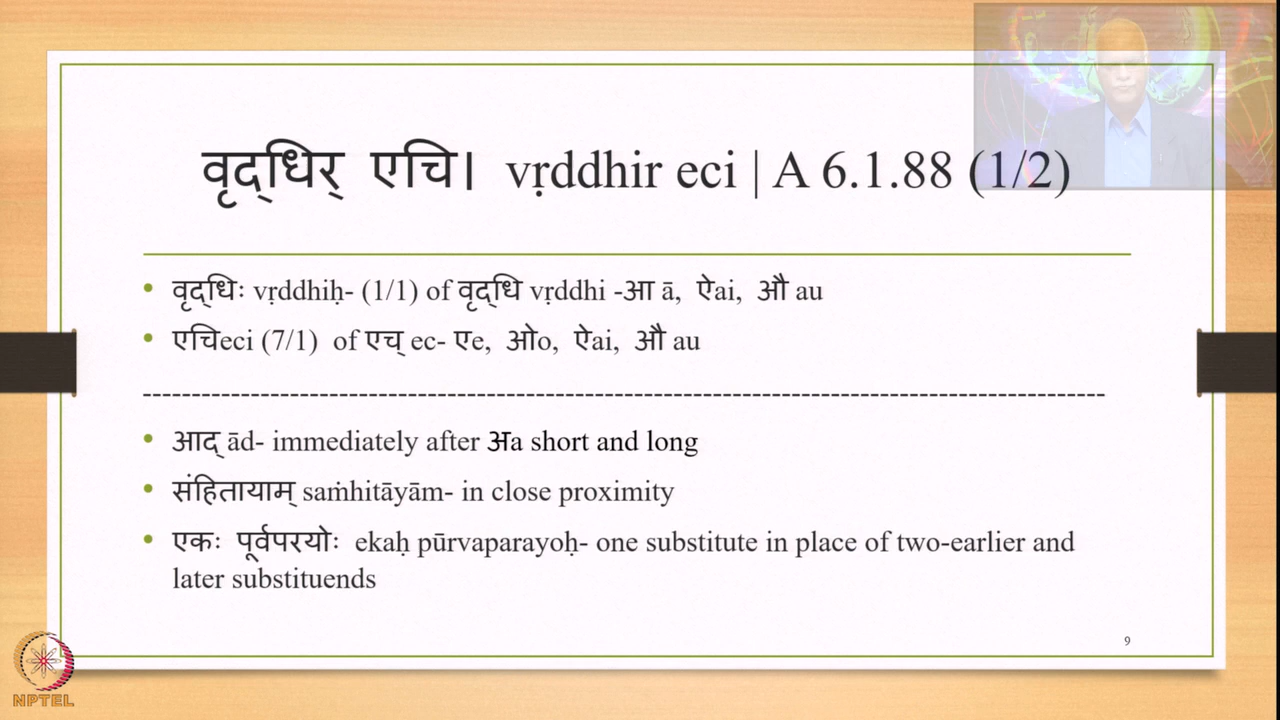 वृद्‌धिर् एचि। vṛddhir eci | A 6.1.88 (1/2)
• वृद्‌धिः vṛddhiḥ- (1/1) of वृद्‌धि vṛddhi -आ ā, ऐai, औ au
• एचिeci (7/1) of एच् ec- एe, ओo, ऐai, औ au
----------------------------------------------------------------------------------------------------
• आद् ād- immediately after अa short and long
• संहितायाम् saṁhitāyām- in close proximity
• एकः पूर्वपरयोः ekaḥ pūrvaparayoḥ- one substitute in place of two-earlier and
later substituends
9
NPTEL